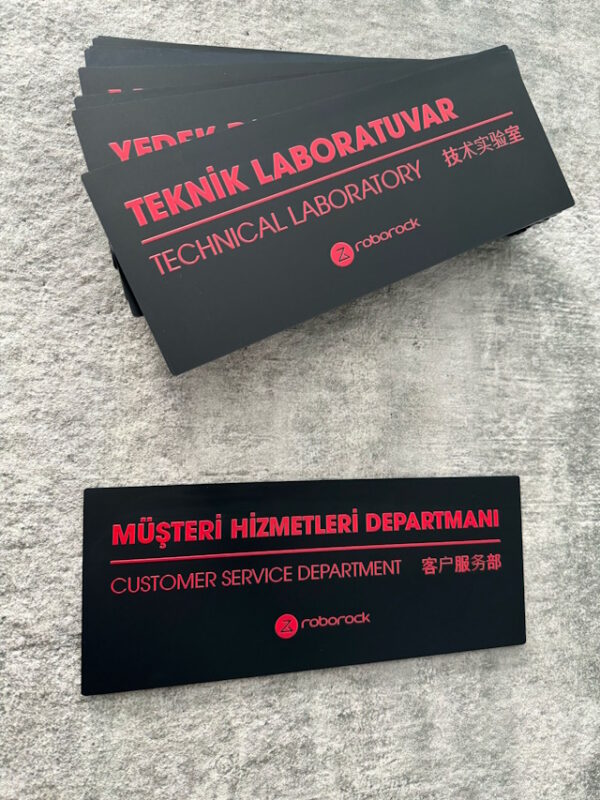 YEDEK
TEKNİK LABORATUVAR
TECHNICAL LABORATORY 技术实验室
roborock
MÜŞTERİ HİZMETLERİ DEPARTMANI
CUSTOMER SERVICE DEPARTMENT 客户服务部
roborock